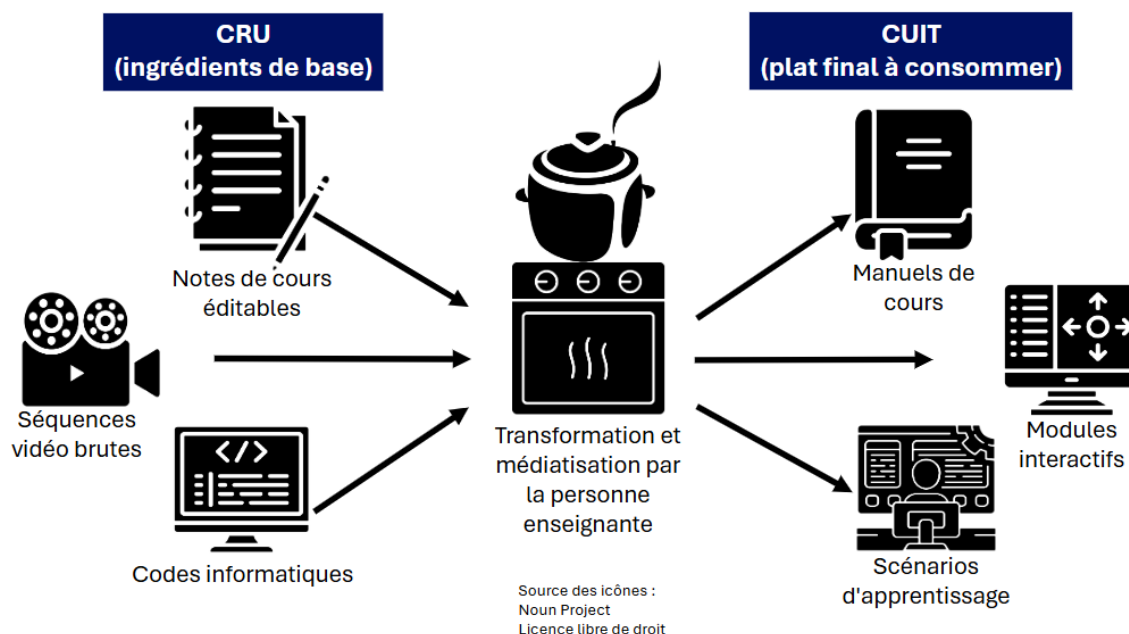 CRU
(ingrédients de base)
CUIT
(plat final à consommer)
Notes de cours
éditables
Séquences
vidéo brutes
</>
Codes informatiques
Transformation et
médiatisation par
la personne
enseignante
Manuels de
cours
Modules
interactifs
Scénarios
d'apprentissage
Source des icônes :
Noun Project
Licence libre de droit